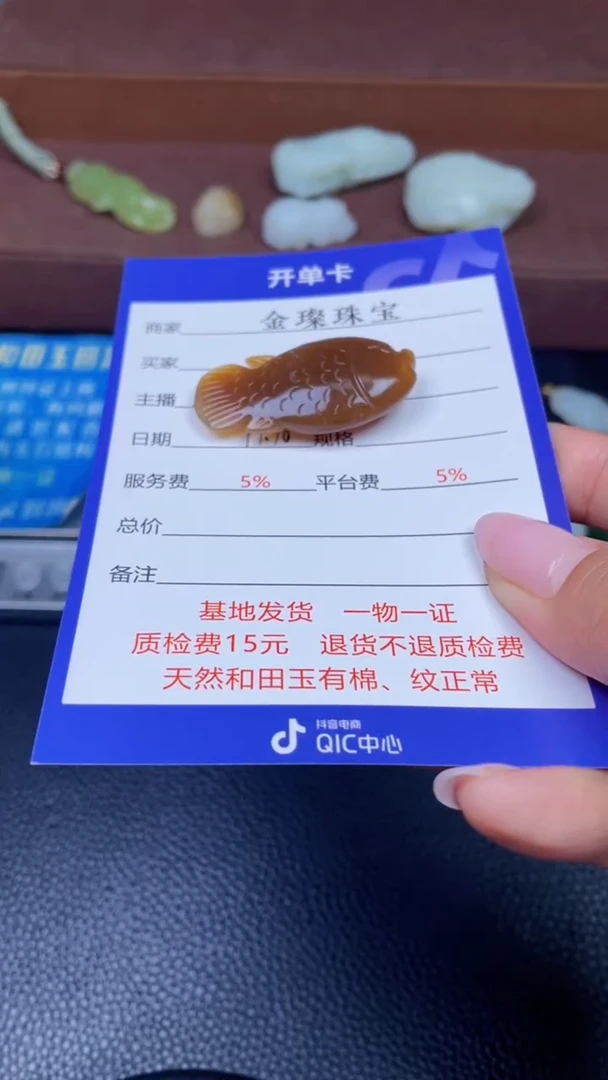 开单卡
商家 金璨珠宝
买家
主播
日期 规格
服务费 5% 平台费 5%
总价
备注
基地发货 一物一证
质检费15元 退货不退质检费
天然和田玉有棉、纹正常
抖音电商
QIC中心